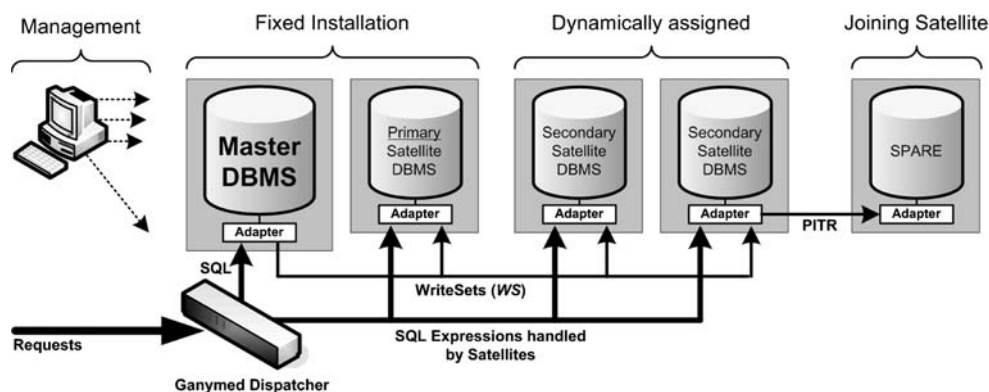 Management
Fixed Installation
Dynamically assigned
Joining Satellite
Master
DBMS
Adapter
Primary
Satellite
DBMS
Adapter
Secondary
Satellite
DBMS
Adapter
Secondary
Satellite
DBMS
Adapter
SPARE
Adapter
PITR
SQL
WriteSets (WS)
SQL Expressions handled
by Satellites
Requests
Ganymed Dispatcher